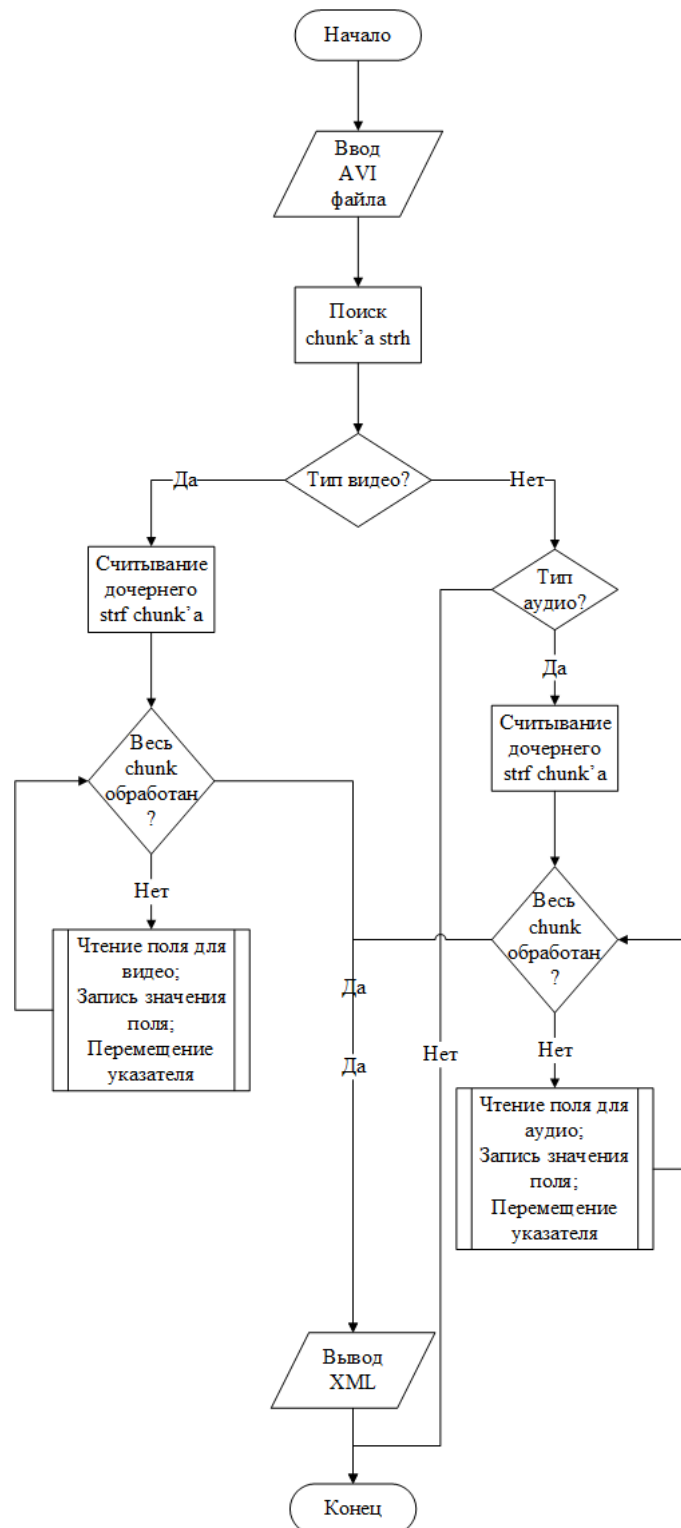 Начало
Ввод
AVI
файла
Поиск
chunk’а strh
Тип видео?
Да
Нет
Считывание
дочернего
strf chunk’а
Тип
аудио?
Да
Считывание
дочернего
strf chunk’а
Весь
chunk
обработан
?
Нет
Чтение поля для
видео;
Запись значения
поля;
Перемещение
указателя
Весь
chunk
обработан
?
Да
Да
Нет
Нет
Чтение поля для
аудио;
Запись значения
поля;
Перемещение
указателя
Вывод
XML
Конец